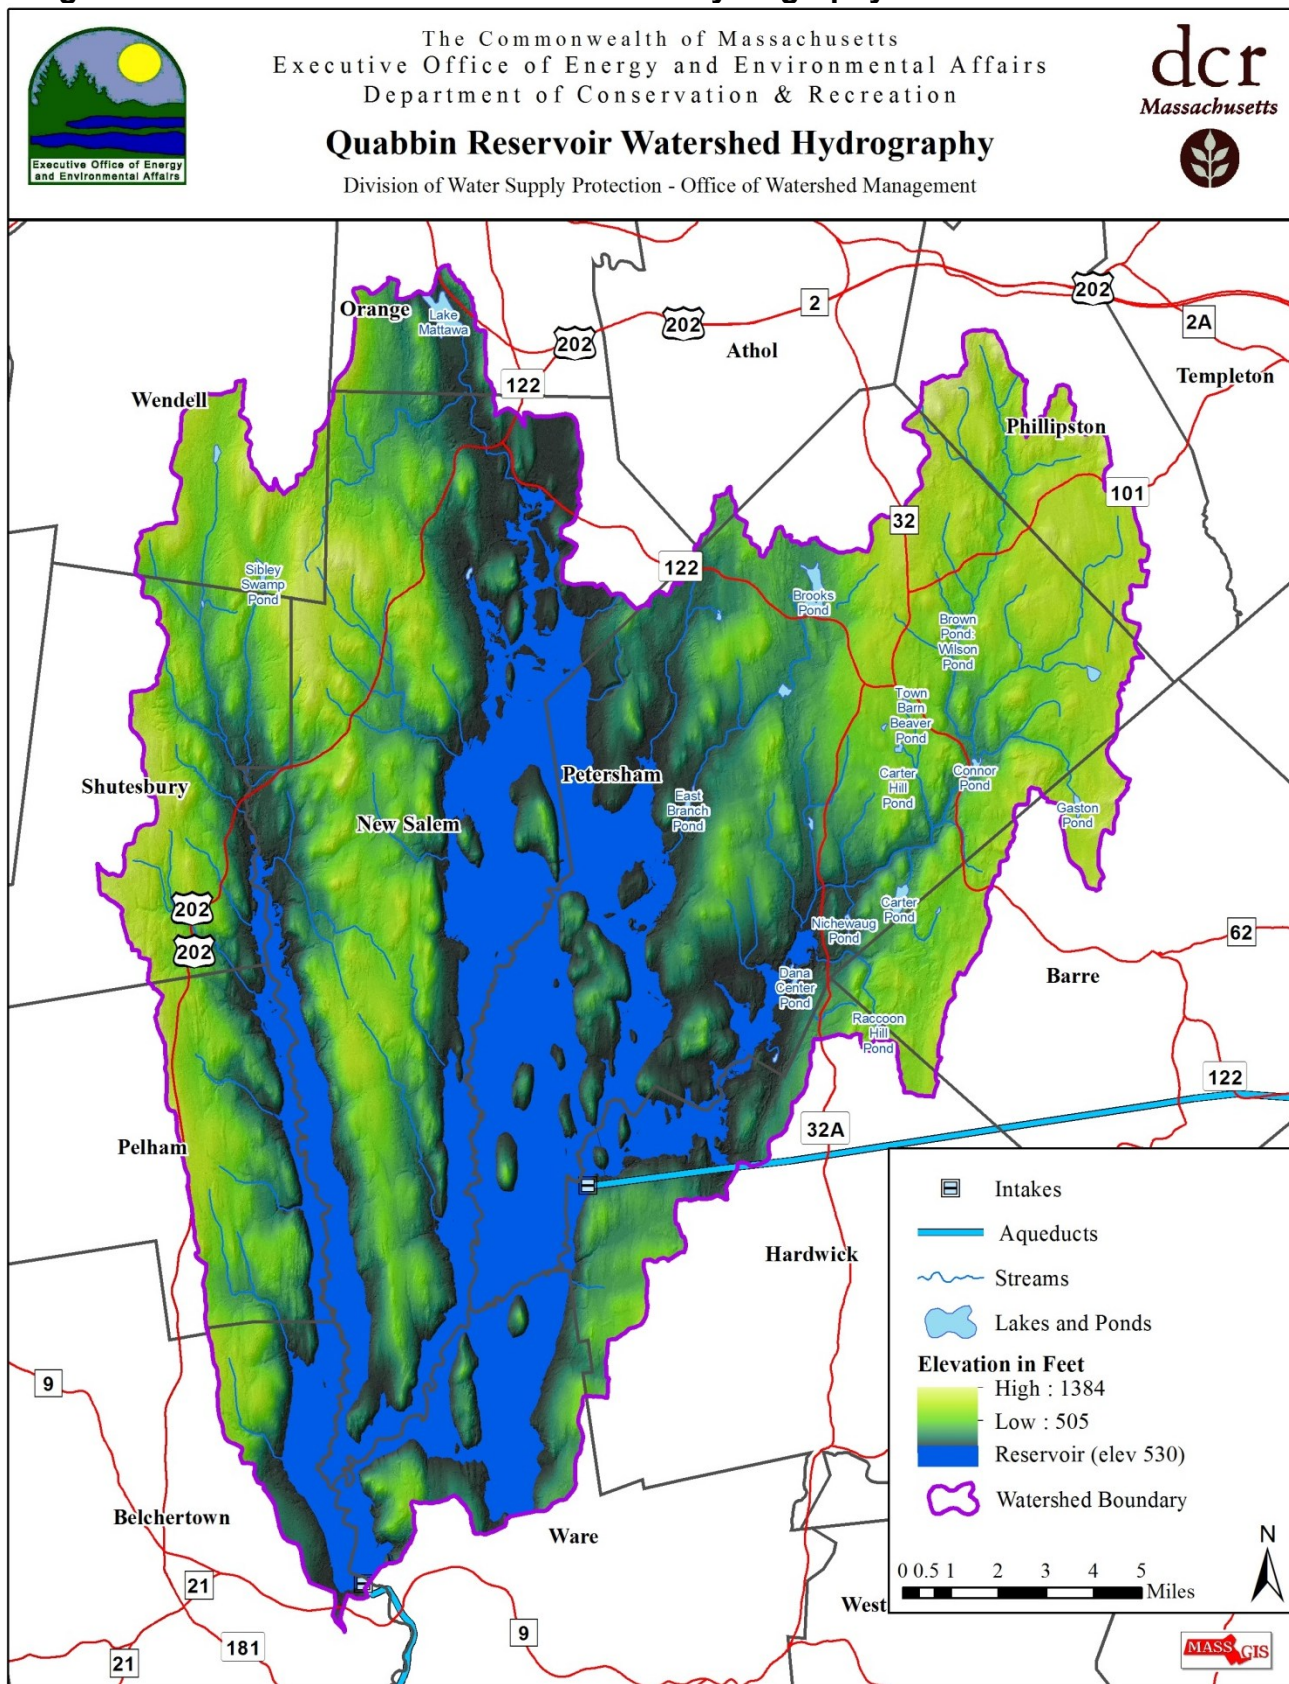 The Commonwealth of Massachusetts
Executive Office of Energy and Environmental Affairs
Department of Conservation & Recreation
Quabbin Reservoir Watershed Hydrography
Division of Water Supply Protection - Office of Watershed Management
Executive Office of Energy
and Environmental Affairs
dcr
Massachusetts
Orange
Lake
Mattawa
202
202
2
202
2A
Athol
Templeton
122
Wendell
Phillipston
101
32
122
Sibley
Swamp
Pond
Brooks
Pond
Brown
Pond:
Wilson
Pond
Town
Barn
Beaver
Pond
Petersham
Shutesbury
East
Branch
Pond
Carter
Hill
Pond
Connor
Pond
Gaston
Pond
New Salem
202
202
Carter
Pond
Nichewaug
Pond
62
Barre
Dana
Center
Pond
Raccoon
Hill
Pond
122
32A
Pelham
Hardwick
Intakes
Aqueducts
Streams
Lakes and Ponds
Elevation in Feet
High : 1384
Low : 505
Reservoir (elev 530)
Watershed Boundary
N
0 0.5 1 2 3 4 5
Miles
9
Belchertown
Ware
21
West
9
181
21
MASS GIS